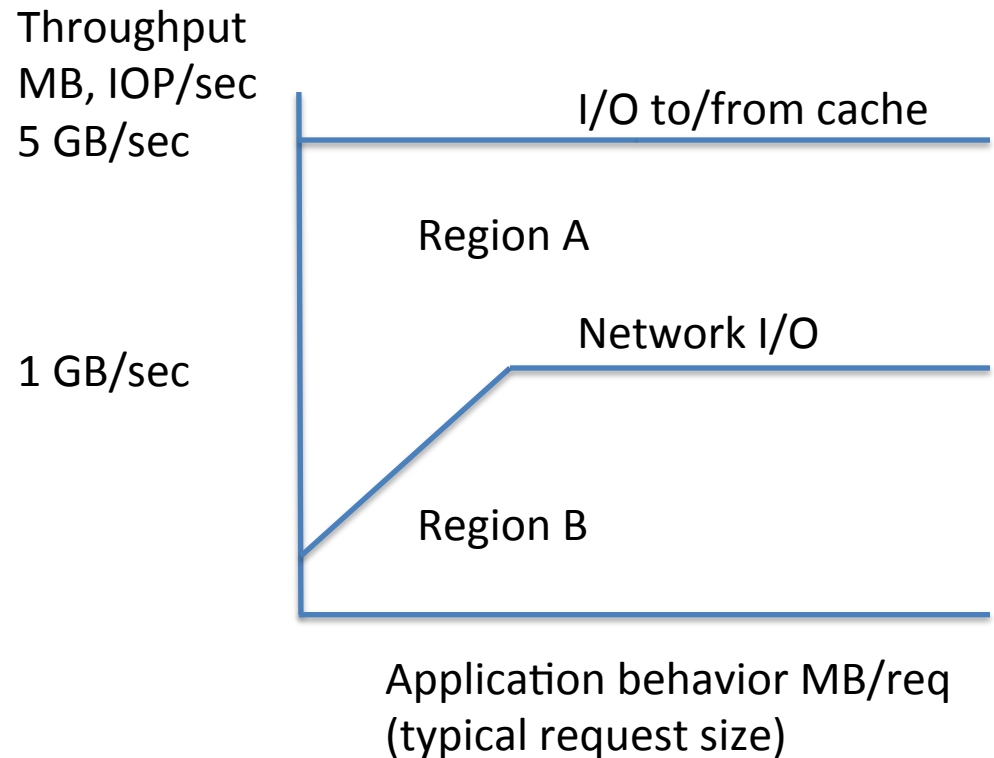 Throughput
MB, IOP/sec
5 GB/sec
I/O to/from cache
Region A
Network I/O
1 GB/sec
Region B
Application behavior MB/req
(typical request size)